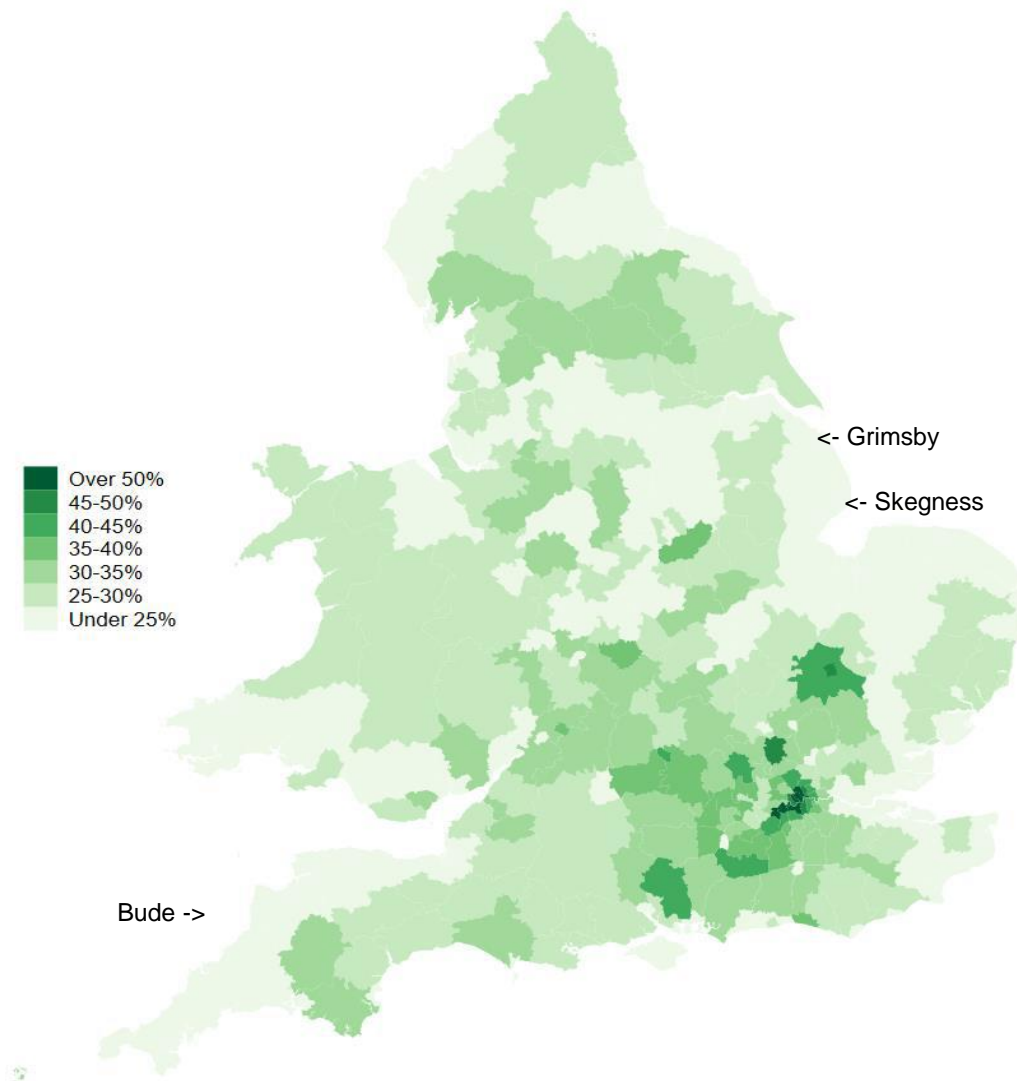 <- Grimsby
Over 50%
45-50%
<- Skegness
40-45%
35-40%
30-35%
25-30%
Under 25%
Bude ->